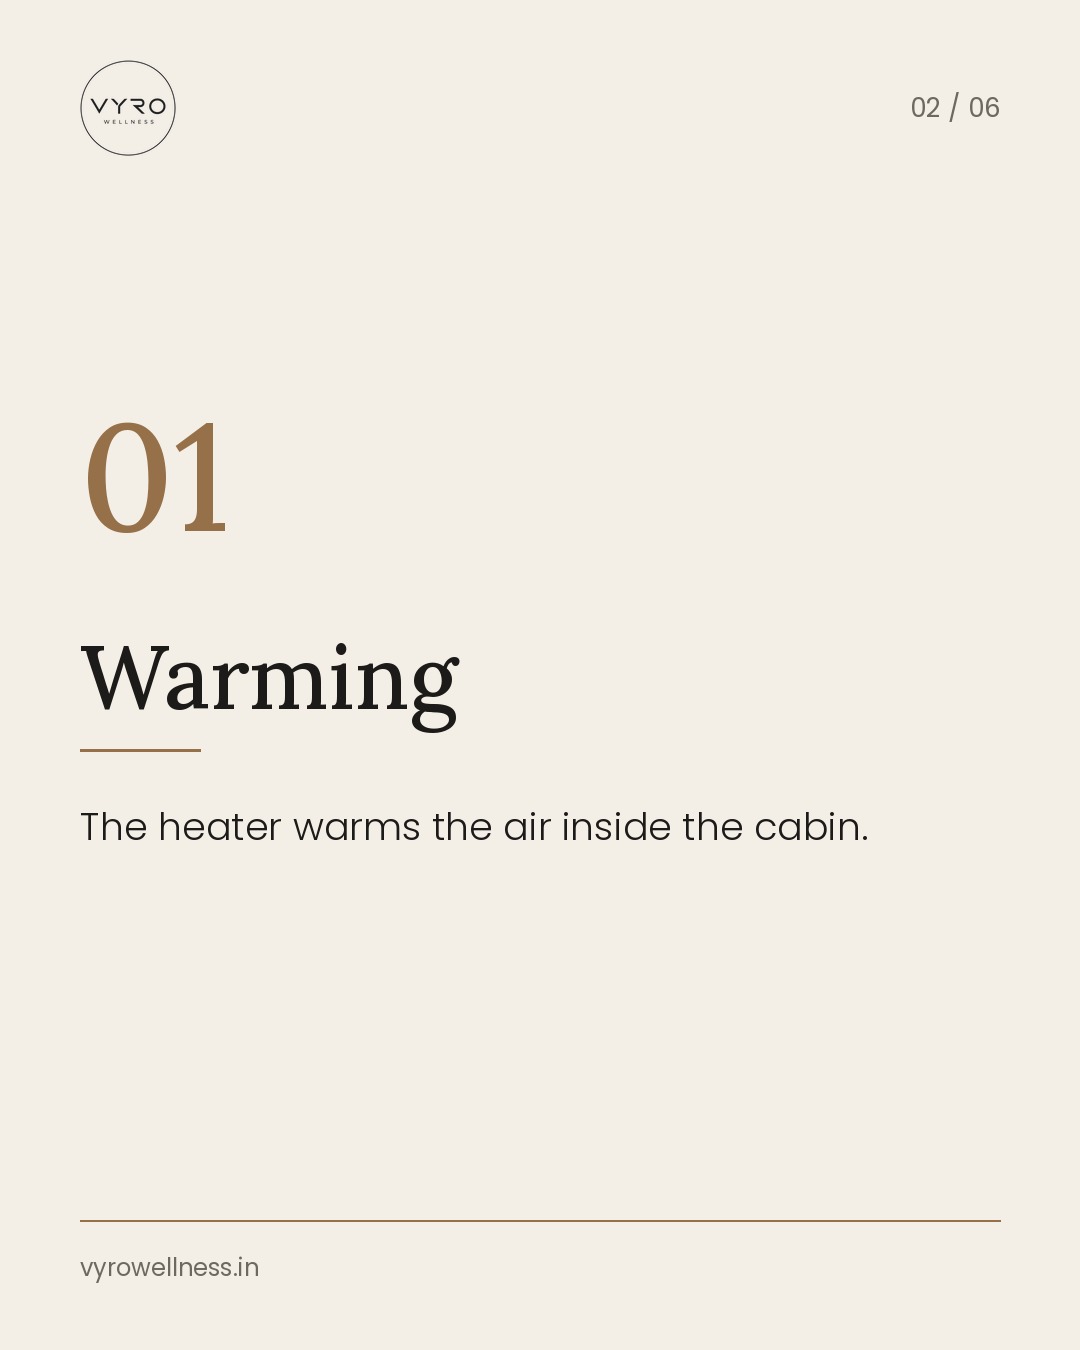 VYRO
WELLNESS
02 / 06
01
Warming
The heater warms the air inside the cabin.
vyrowellness.in